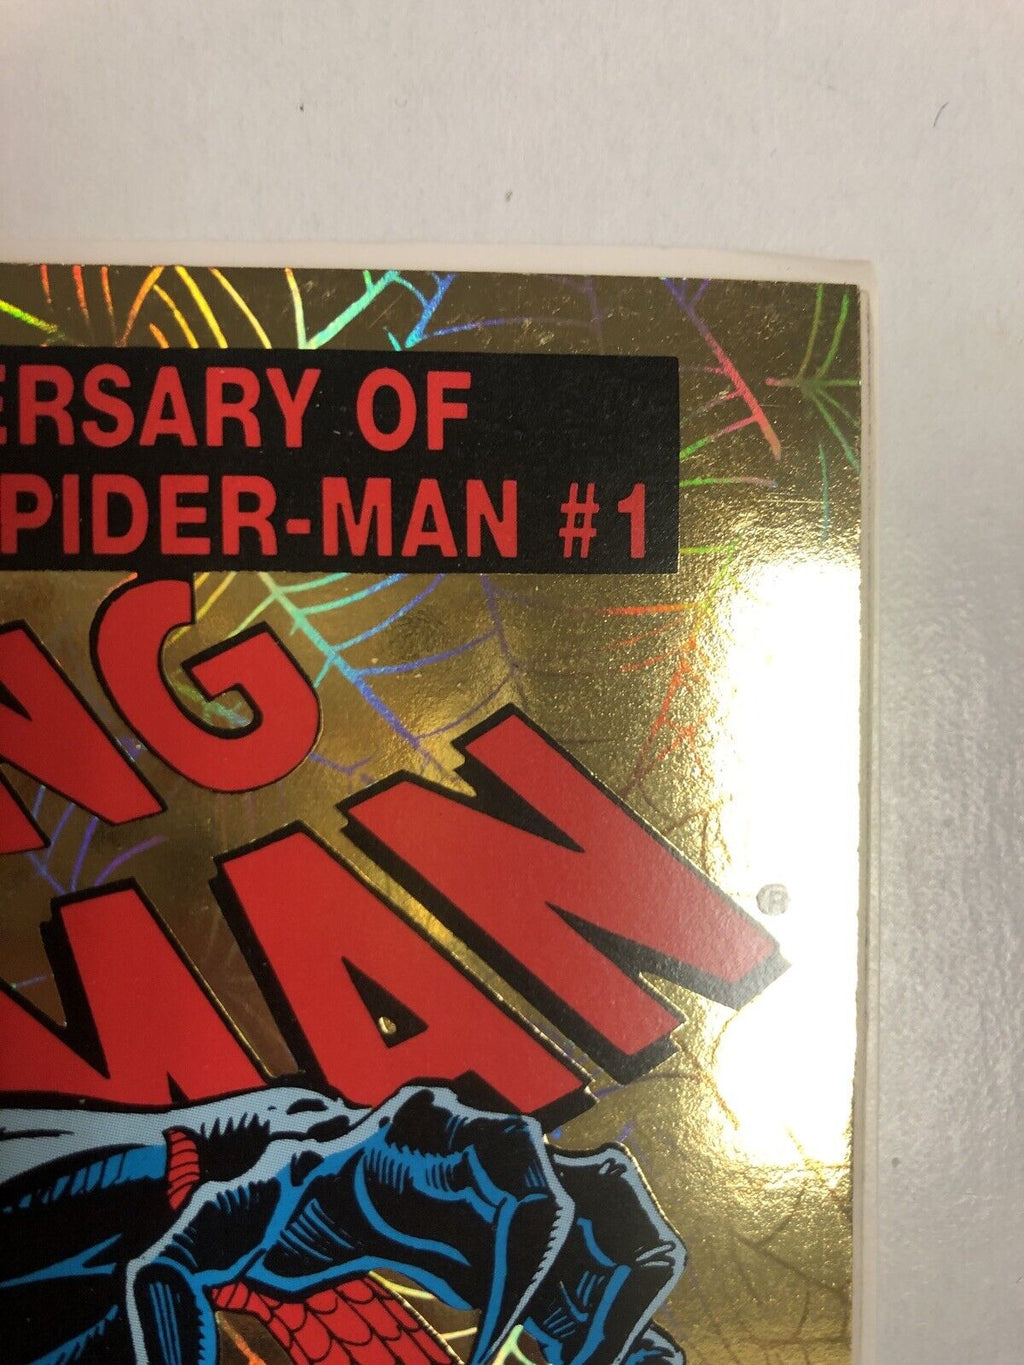 ERSARY OF
PIDER-MAN #1
NG
MAN ®